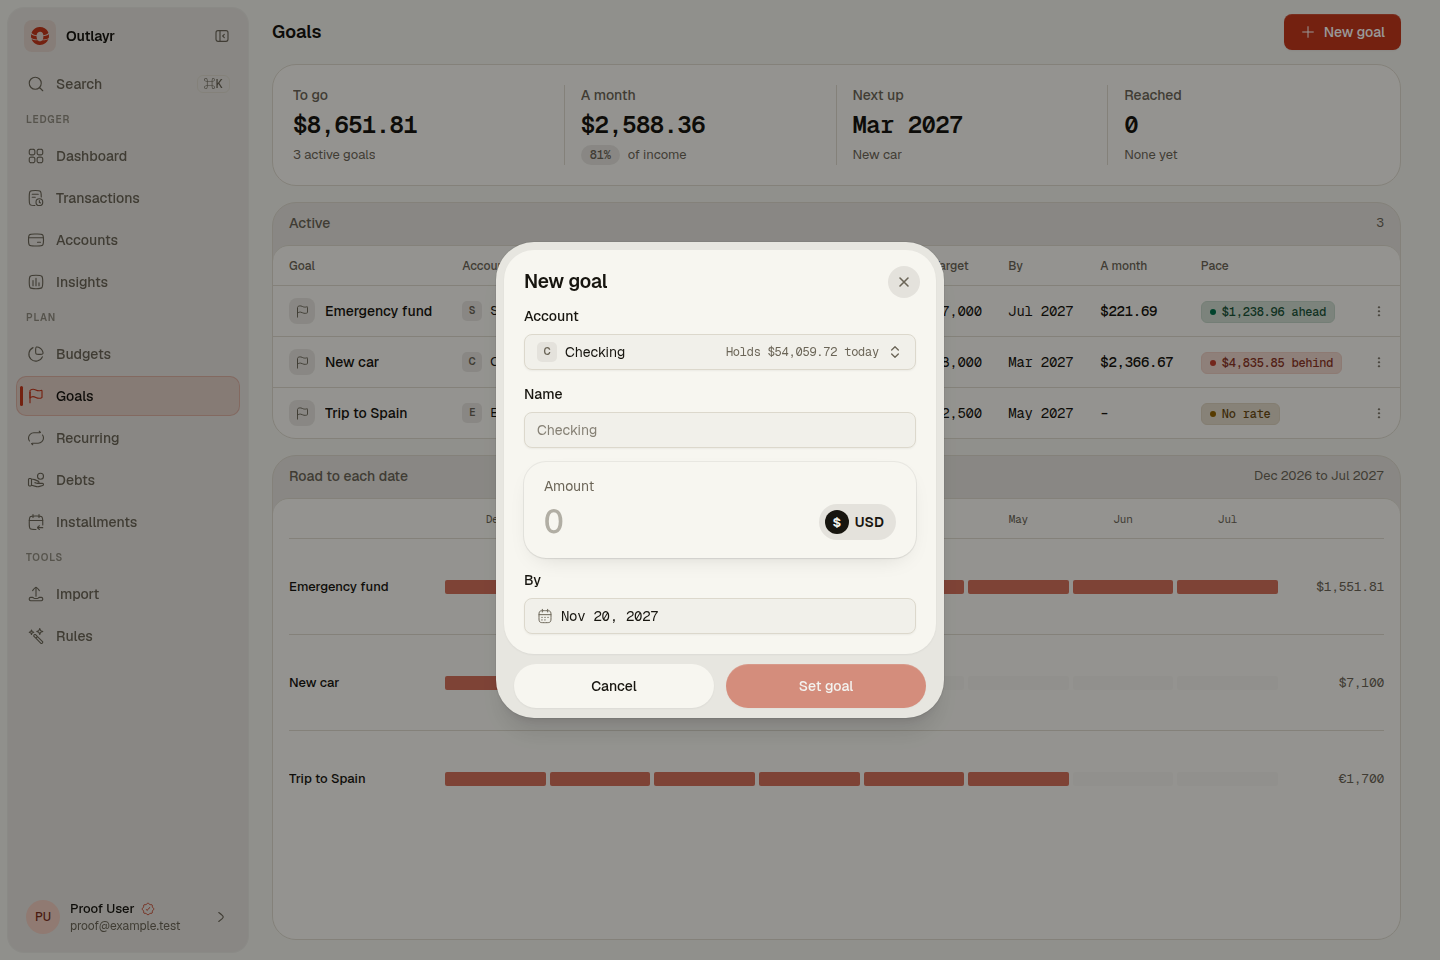 Outlayr
Search ⌘K
LEDGER
Dashboard
Transactions
Accounts
Insights
PLAN
Budgets
Goals
Recurring
Debts
Installments
TOOLS
Import
Rules
PU
Proof User
proof@example.test
Goals
New goal
To go
$8,651.81
3 active goals
A month
$2,588.36
81% of income
Next up
Mar 2027
New car
Reached
0
None yet
Active 3
Goal By A month Pace
S
Emergency fund 7,000 Jul 2027 $221.69 $1,238.96 ahead
C
New car 8,000 Mar 2027 $2,366.67 $4,835.85 behind
E
Trip to Spain 2,500 May 2027 – No rate
Road to each date Dec 2026 to Jul 2027
May Jun Jul
Emergency fund $1,551.81
New car $7,100
Trip to Spain €1,700
New goal
Account
C Checking Holds $54,059.72 today
Name
Checking
Amount
0
$ USD
By
Nov 20, 2027
Cancel Set goal